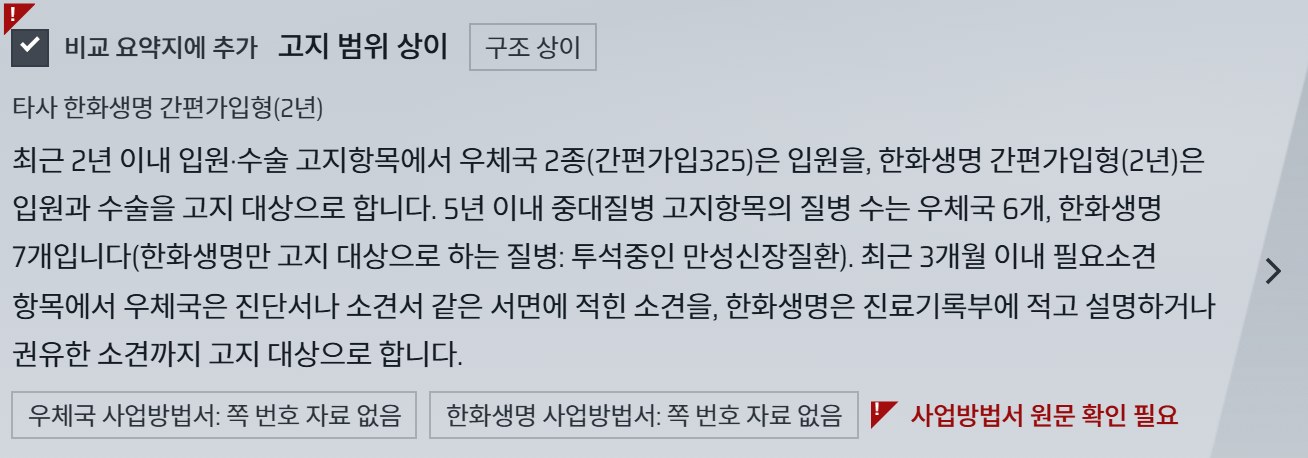 비교 요약지에 추가 고지 범위 상이 구조 상이
타사 한화생명 간편가입형(2년)
최근 2년 이내 입원·수술 고지항목에서 우체국 2종(간편가입325)은 입원을, 한화생명 간편가입형(2년)은
입원과 수술을 고지 대상으로 합니다. 5년 이내 중대질병 고지항목의 질병 수는 우체국 6개, 한화생명
7개입니다(한화생명만 고지 대상으로 하는 질병: 투석중인 만성신장질환). 최근 3개월 이내 필요소견
항목에서 우체국은 진단서나 소견서 같은 서면에 적힌 소견을, 한화생명은 진료기록부에 적고 설명하거나
권유한 소견까지 고지 대상으로 합니다.
우체국 사업방법서: 쪽 번호 자료 없음 한화생명 사업방법서: 쪽 번호 자료 없음 ! 사업방법서 원문 확인 필요